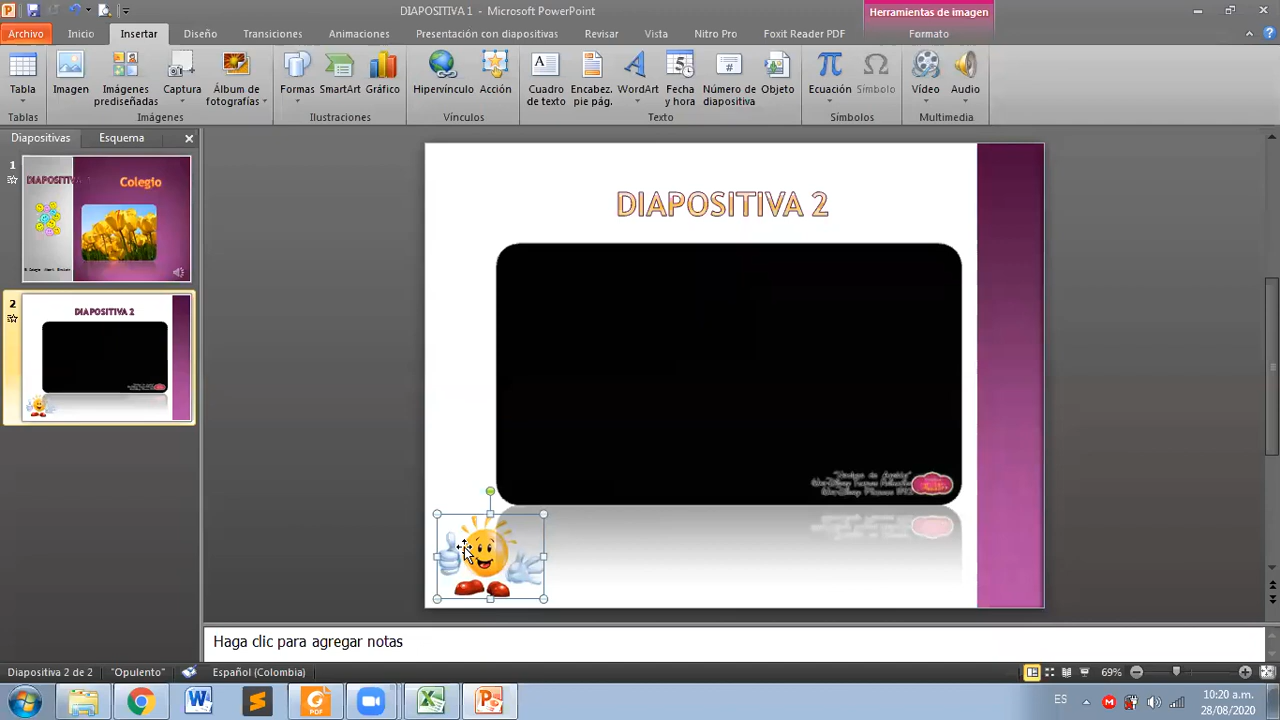 DIAPOSITIVA 1 - Microsoft PowerPoint
Herramientas de imagen
Archivo Inicio Insertar Diseño Transiciones Animaciones Presentación con diapositivas Revisar Vista Nitro Pro Foxit Reader PDF Formato
Tabla
Tablas
Imagen
Imágenes prediseñadas
Captura
Álbum de fotografías
Imágenes
Formas
SmartArt
Gráfico
Ilustraciones
Hipervínculo
Acción
Vínculos
Cuadro de texto
Encabez. pie pág.
WordArt
Fecha y hora
Número de diapositiva
Objeto
Texto
Ecuación
Símbolo
Símbolos
Vídeo
Audio
Multimedia
Diapositivas Esquema
1
DIAPOSITIVA
Colegio
2
DIAPOSITIVA 2
DIAPOSITIVA 2
Haga clic para agregar notas
Diapositiva 2 de 2 "Opulento" Español (Colombia) 69%
ES 10:20 a.m.
28/08/2020